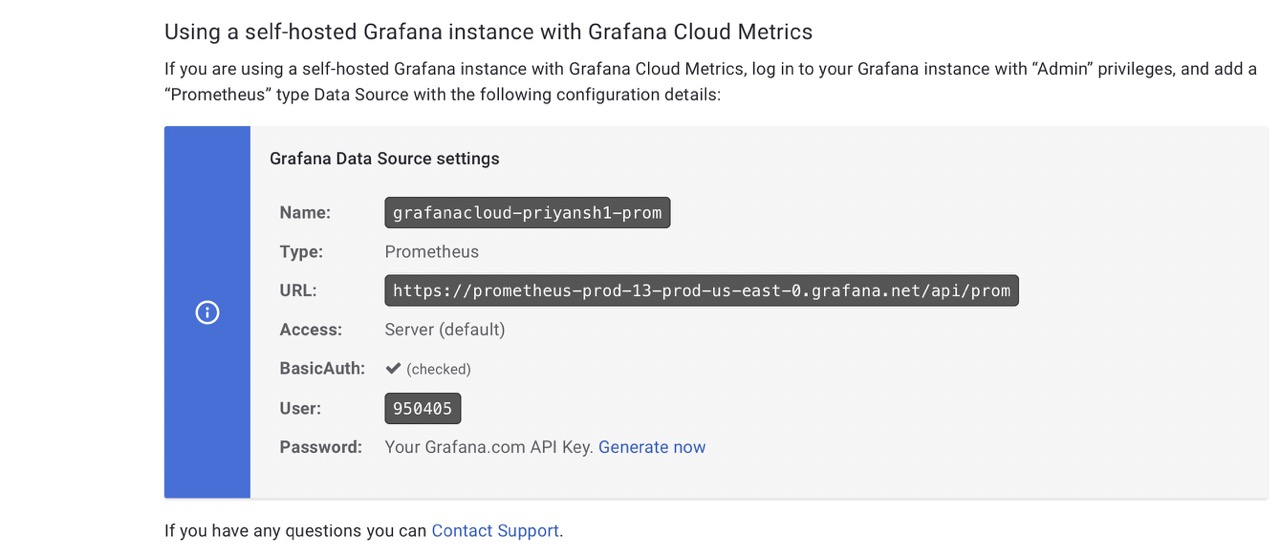 Using a self-hosted Grafana instance with Grafana Cloud Metrics
If you are using a self-hosted Grafana instance with Grafana Cloud Metrics, log in to your Grafana instance with “Admin” privileges, and add a
“Prometheus” type Data Source with the following configuration details:
Grafana Data Source settings
Name: grafanacloud-priyansh1-prom
Type: Prometheus
URL: https://prometheus-prod-13-prod-us-east-0.grafana.net/api/prom
Access: Server (default)
BasicAuth: ✔ (checked)
User: 950405
Password: Your Grafana.com API Key. Generate now
If you have any questions you can Contact Support.